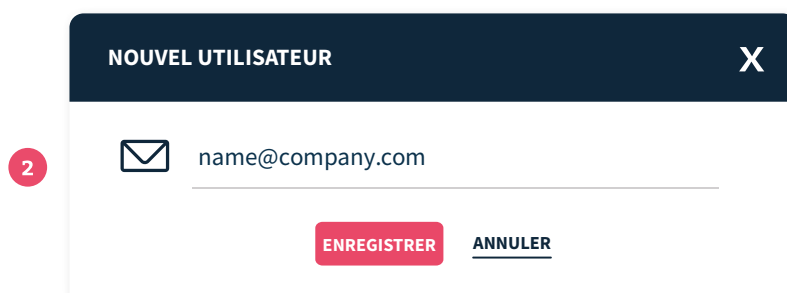 NOUVEL UTILISATEUR X
2 name@company.com
ENREGISTRER ANNULER